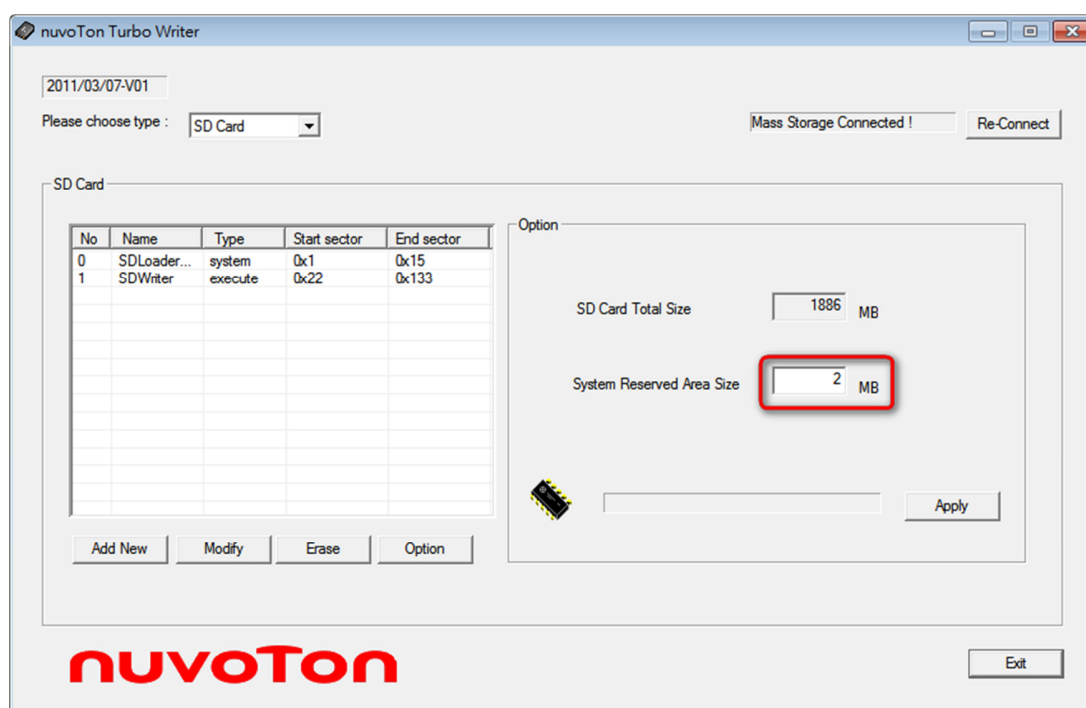 nuvoTon Turbo Writer
2011/03/07-V01
Please choose type : SD Card Mass Storage Connected ! Re-Connect
SD Card
No Name Type Start sector End sector
0 SDLoader... system 0x1 0x15
1 SDWriter execute 0x22 0x133
Option
SD Card Total Size 1886 MB
System Reserved Area Size 2 MB
Apply
Add New Modify Erase Option
nuvoTon
Exit